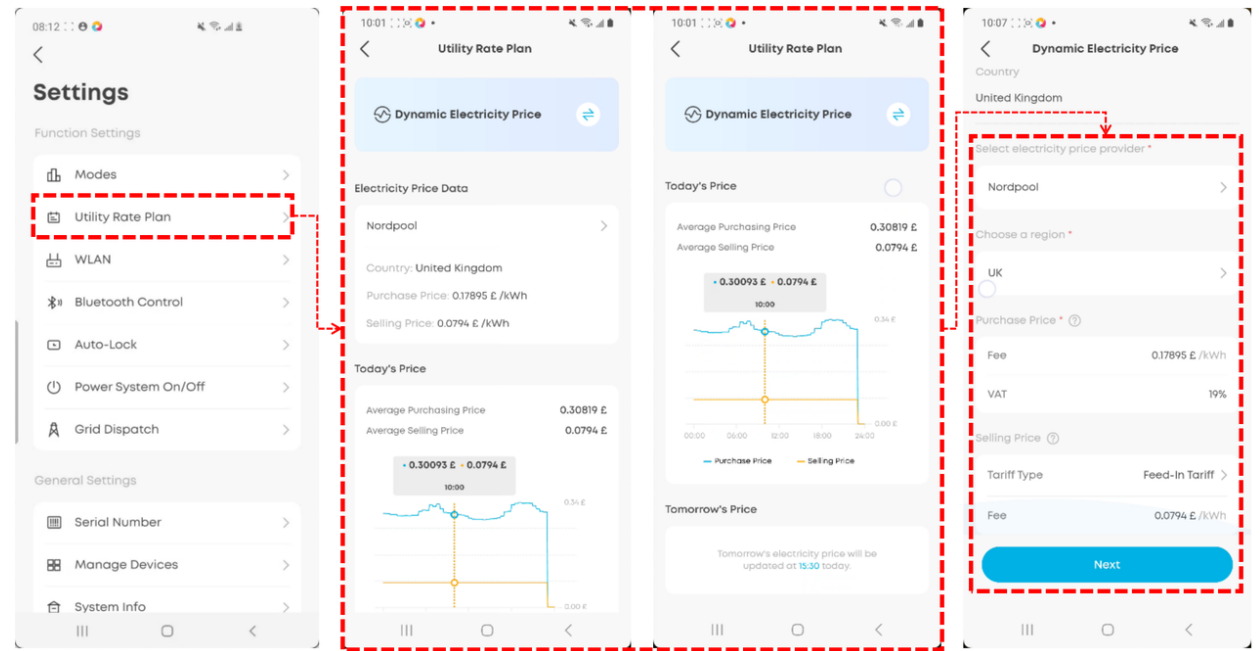 08:12
Settings
Function Settings
Modes
Utility Rate Plan
WLAN
Bluetooth Control
Auto-Lock
Power System On/Off
Grid Dispatch
General Settings
Serial Number
Manage Devices
System Info
10:01
Utility Rate Plan
Dynamic Electricity Price
Electricity Price Data
Nordpool
Country: United Kingdom
Purchase Price: 0.17895 £ /kWh
Selling Price: 0.0794 £ /kWh
Today's Price
Average Purchasing Price 0.30819 £
Average Selling Price 0.0794 £
0.30093 £ 0.0794 £
10:00
0.34 £
0.00 £
10:01
Utility Rate Plan
Dynamic Electricity Price
Today's Price
Average Purchasing Price 0.30819 £
Average Selling Price 0.0794 £
0.30093 £ 0.0794 £
10:00
0.34 £
0.00 £
00:00 06:00 12:00 18:00 24:00
Purchase Price Selling Price
Tomorrow's Price
Tomorrow's electricity price will be
updated at 15:30 today.
10:07
Dynamic Electricity Price
Country
United Kingdom
Select electricity price provider *
Nordpool
Choose a region *
UK
Purchase Price *
Fee 0.17895 £ /kWh
VAT 19%
Selling Price
Tariff Type Feed-In Tariff
Fee 0.0794 £ /kWh
Next